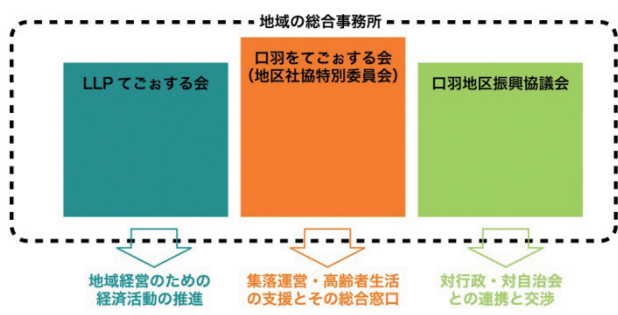 地域の総合事務所
LLP てごぉする会
口羽をてごぉする会
（地区社協特別委員会）
口羽地区振興協議会
地域経営のための
経済活動の推進
集落運営・高齢者生活
の支援とその総合窓口
対行政・対自治会
との連携と交渉